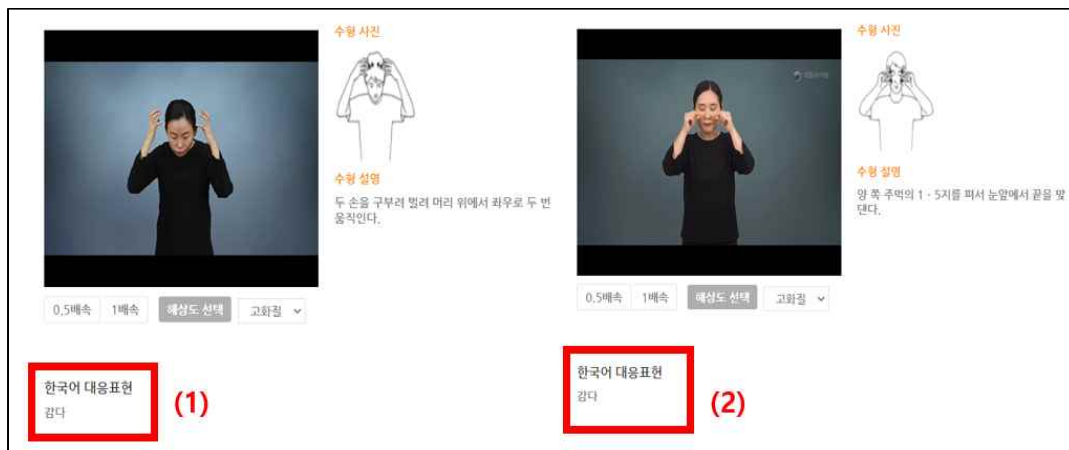 수형 사진
수형 설명
두 손을 구부려 벌려 머리 위에서 좌우로 두 번
움직인다.
0.5배속 1배속 해상도 선택 고화질
한국어 대응표현
감다
(1)
수형 사진
수형 설명
양 쪽 주먹의 1 · 5지를 펴서 눈앞에서 끝을 맞
댄다.
0.5배속 1배속 해상도 선택 고화질
한국어 대응표현
감다
(2)